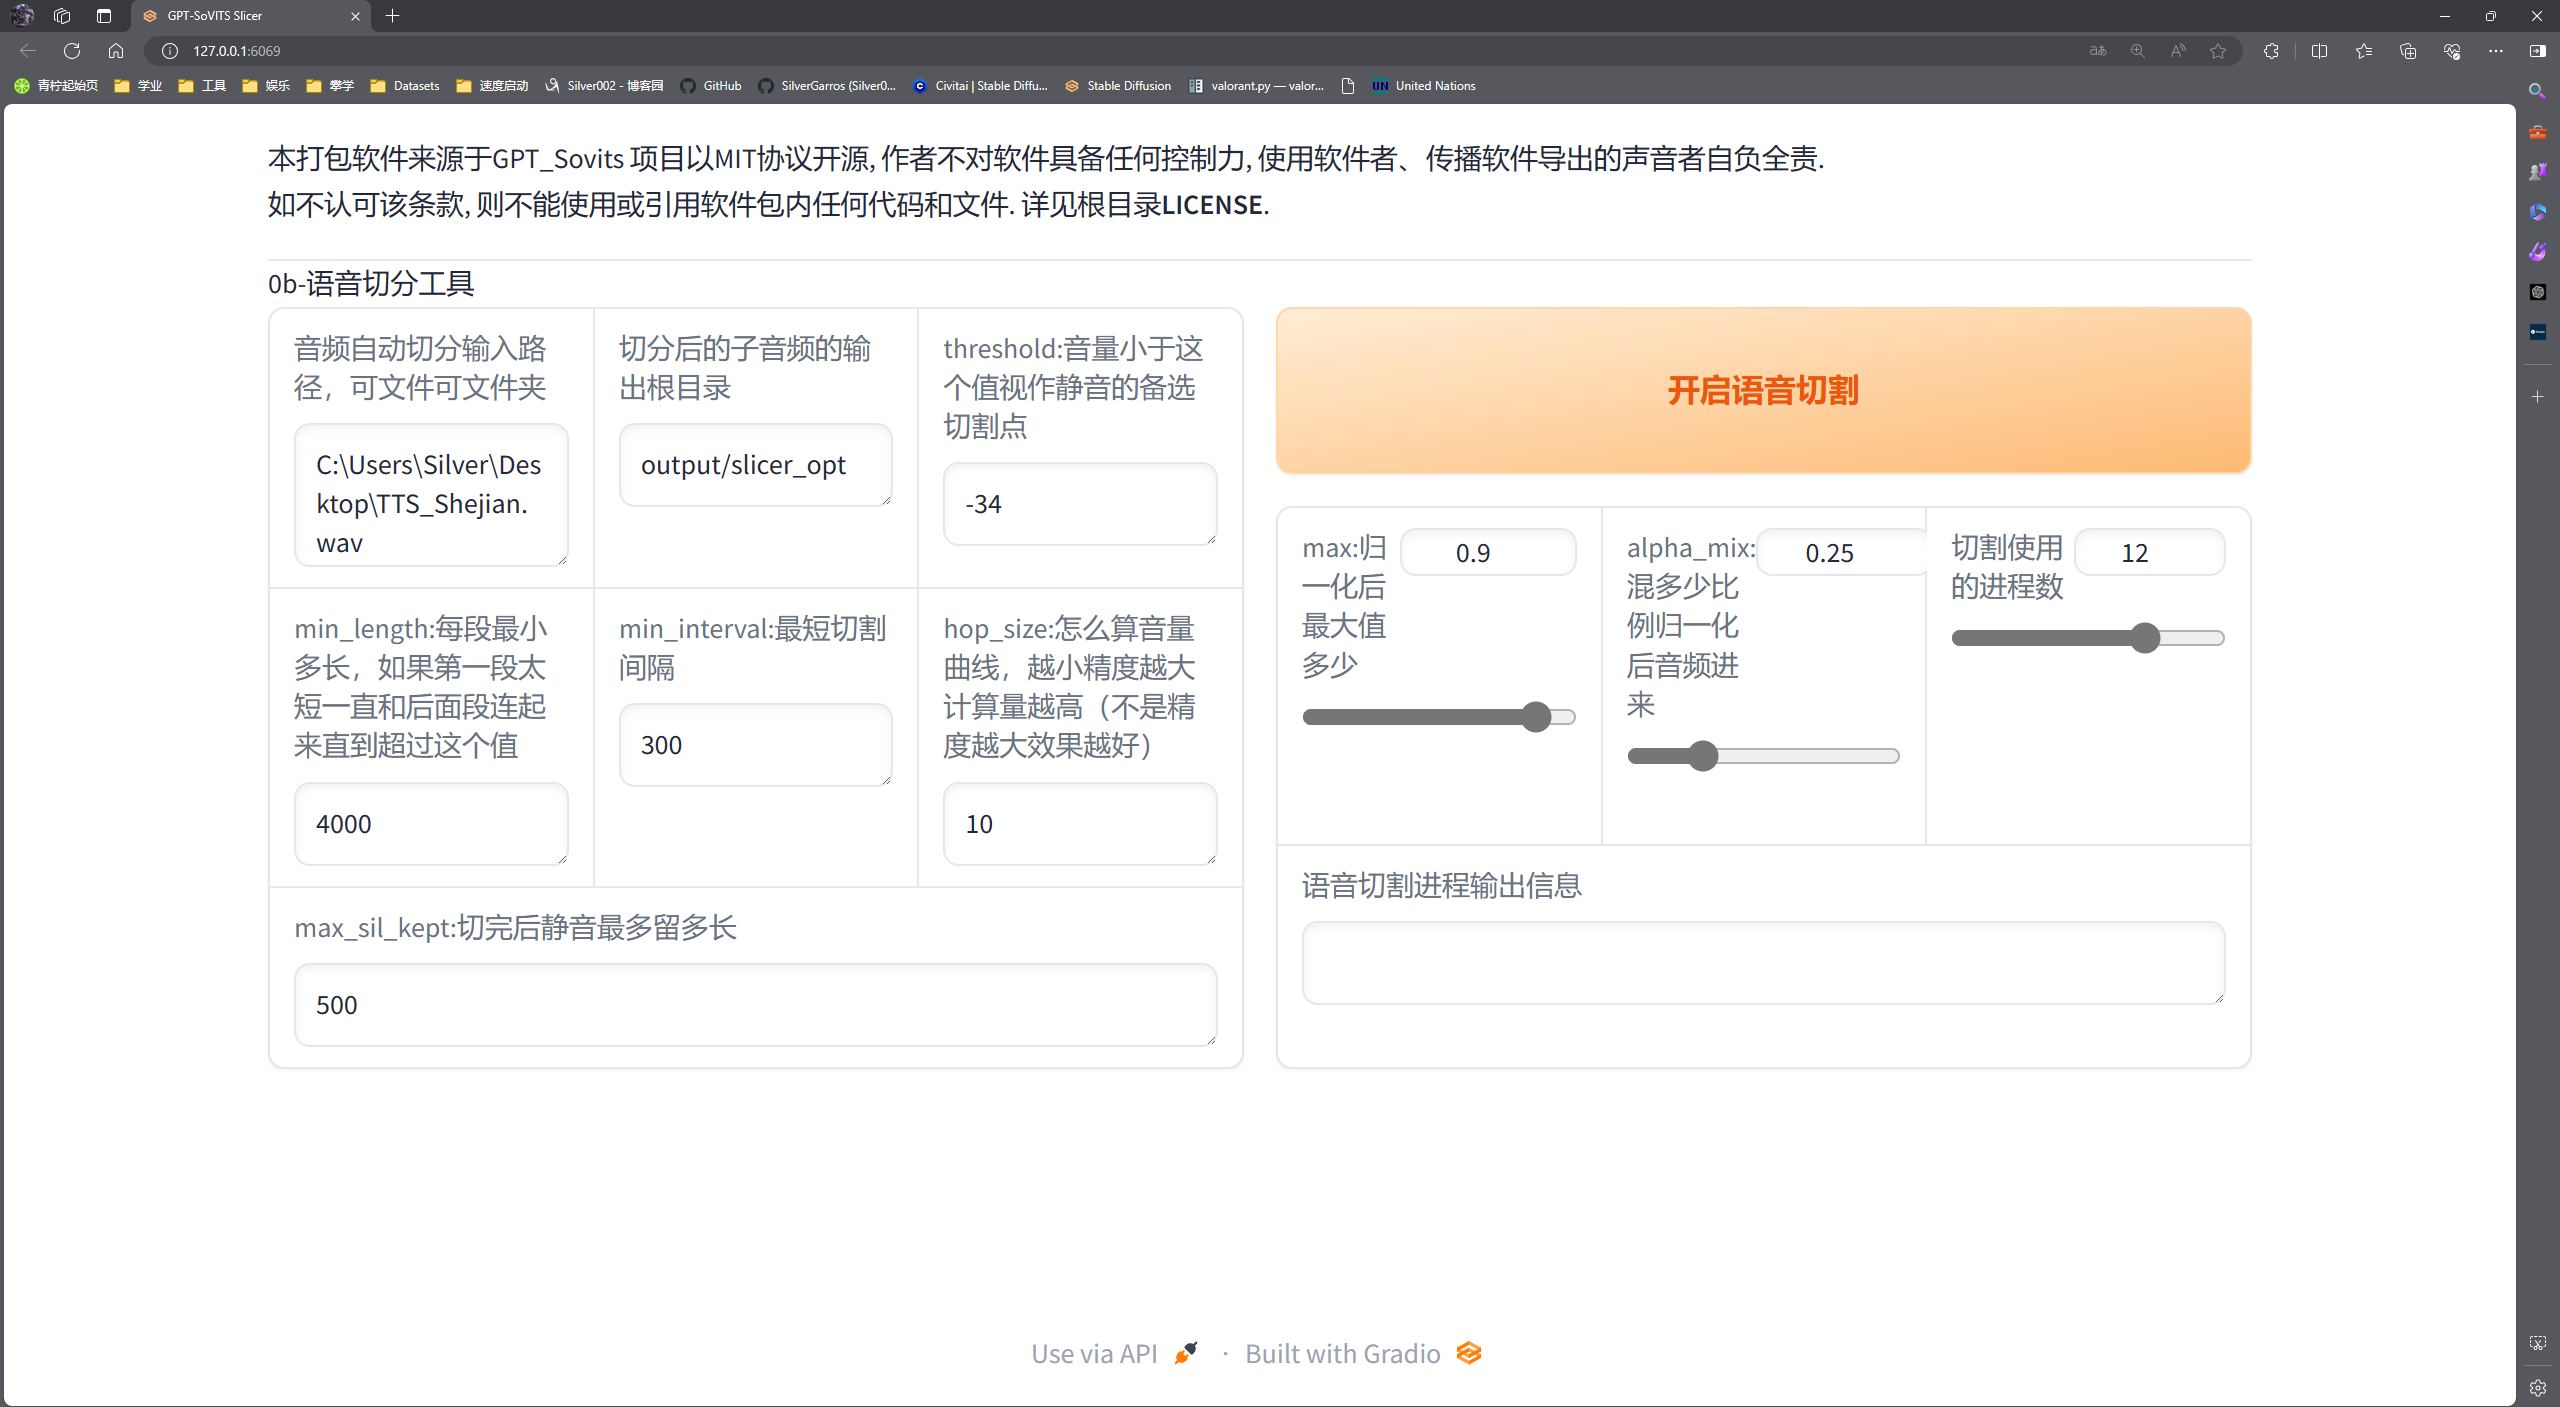 GPT-SoVITS Slicer
127.0.0.1:6069
青柠起始页
学业
工具
娱乐
攀学
Datasets
速度启动
Silver002 - 博客园
GitHub
SilverGarros (Silver0...
Civitai | Stable Diffu...
Stable Diffusion
valorant.py — valor...
United Nations
本打包软件来源于GPT_Sovits 项目以MIT协议开源, 作者不对软件具备任何控制力, 使用软件者、传播软件导出的声音者自负全责.
如不认可该条款, 则不能使用或引用软件包内任何代码和文件. 详见根目录LICENSE.
0b-语音切分工具
音频自动切分输入路
径，可文件可文件夹
C:\Users\Silver\Des
ktop\TTS_Shejian.
wav
切分后的子音频的输
出根目录
output/slicer_opt
threshold:音量小于这
个值视作静音的备选
切割点
-34
min_length:每段最小
多长，如果第一段太
短一直和后面段连起
来直到超过这个值
4000
min_interval:最短切割
间隔
300
hop_size:怎么算音量
曲线，越小精度越大
计算量越高（不是精
度越大效果越好）
10
max_sil_kept:切完后静音最多留多长
500
开启语音切割
max:归
一化后
最大值
多少
0.9
alpha_mix:
混多少比
例归一化
后音频进
来
0.25
切割使用
的进程数
12
语音切割进程输出信息
Use via API
·
Built with Gradio